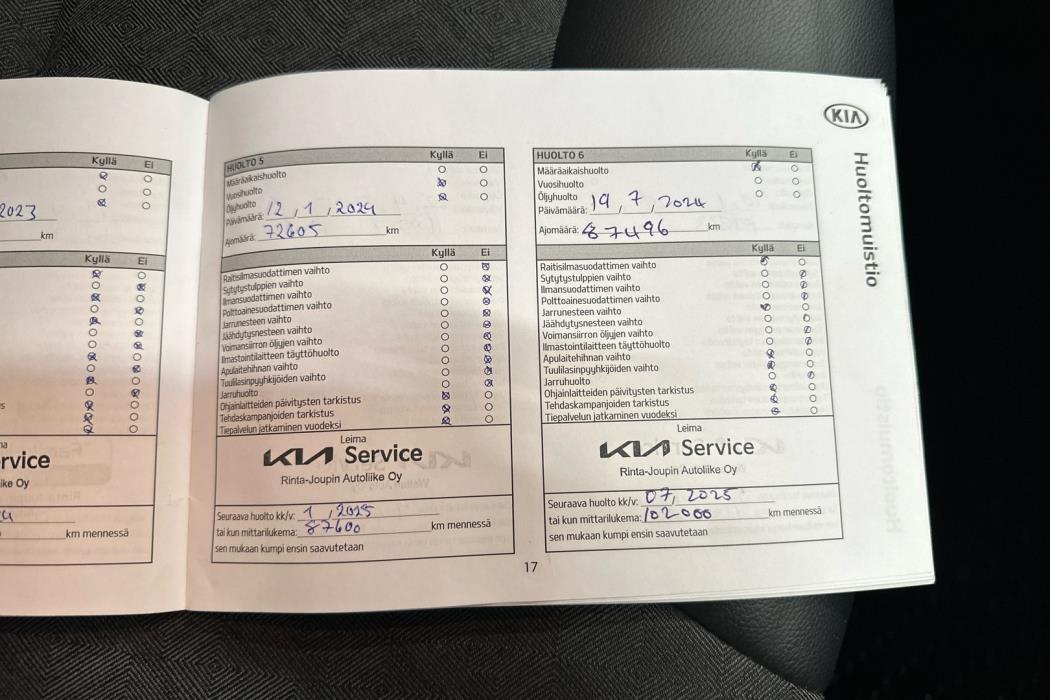 KIA
Huoltomuistio
Kyllä Ei
2023
km
Kyllä Ei
rvice
ke Oy
km mennessä
HUOLTO 5 Kyllä Ei
Määräaikaishuolto
Vuosihuolto
Öljyhuolto
Päivämäärä: 12, 1, 2024
Ajomäärä: 72605 km
Kyllä Ei
Raitisilmasuodattimen vaihto
Sytytystulppien vaihto
Ilmansuodattimen vaihto
Polttoainesuodattimen vaihto
Jarrunesteen vaihto
Jäähdytysnesteen vaihto
Voimansiirron öljyjen vaihto
Ilmastointilaitteen täyttöhuolto
Apulaitehihnan vaihto
Tuulilasinpyyhkijöiden vaihto
Jarruhuolto
Ohjainlaitteiden päivitysten tarkistus
Tehdaskampanjoiden tarkistus
Tiepalvelun jatkaminen vuodeksi
Leima
KIA Service
Rinta-Joupin Autoliike Oy
Seuraava huolto kk/v: 1, 2025
tai kun mittarilukema: 87600 km mennessä
sen mukaan kumpi ensin saavutetaan
HUOLTO 6 Kyllä Ei
Määräaikaishuolto
Vuosihuolto
Öljyhuolto
Päivämäärä: 19, 7, 2024
Ajomäärä: 87496 km
Kyllä Ei
Raitisilmasuodattimen vaihto
Sytytystulppien vaihto
Ilmansuodattimen vaihto
Polttoainesuodattimen vaihto
Jarrunesteen vaihto
Jäähdytysnesteen vaihto
Voimansiirron öljyjen vaihto
Ilmastointilaitteen täyttöhuolto
Apulaitehihnan vaihto
Tuulilasinpyyhkijöiden vaihto
Jarruhuolto
Ohjainlaitteiden päivitysten tarkistus
Tehdaskampanjoiden tarkistus
Tiepalvelun jatkaminen vuodeksi
Leima
KIA Service
Rinta-Joupin Autoliike Oy
Seuraava huolto kk/v: 07, 2025
tai kun mittarilukema: 102000 km mennessä
sen mukaan kumpi ensin saavutetaan
17